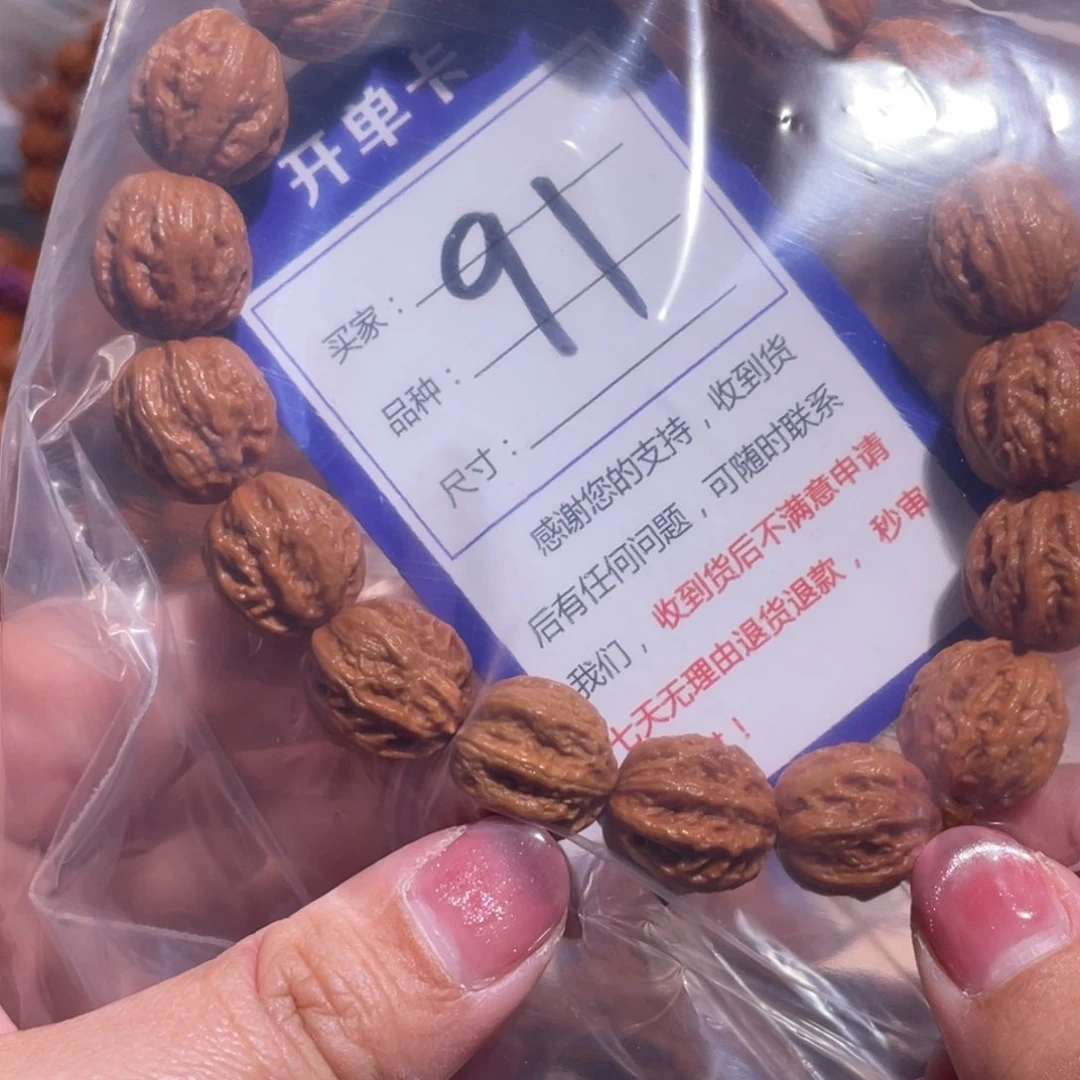 开单卡
91
买家：
品种：
尺寸：
感谢您的支持，收到货
后有任何问题，可随时联系
我们，收到货后不满意申请
七天无理由退货退款，秒审
！